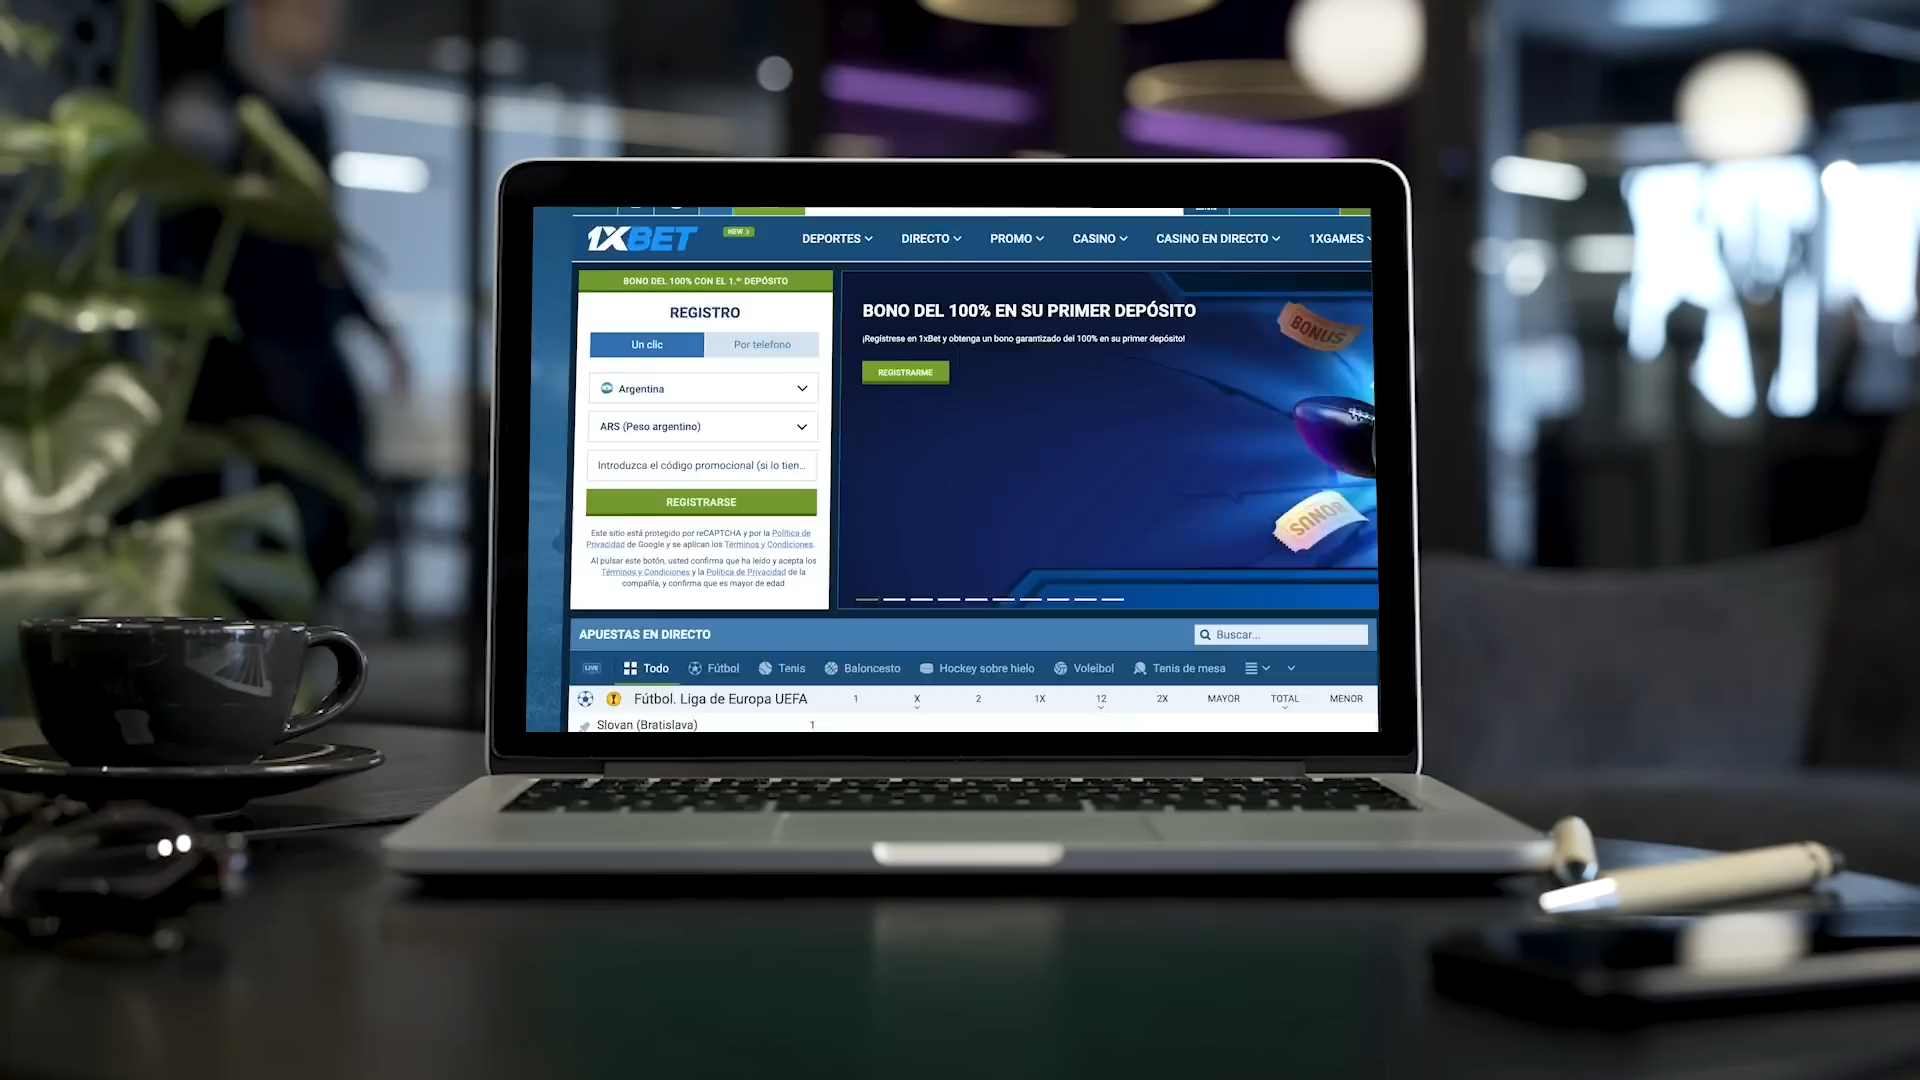 1XBET
NEW
DEPORTES
DIRECTO
PROMO
CASINO
CASINO EN DIRECTO
1XGAMES
BONO DEL 100% CON EL 1.ᵉʳ DEPÓSITO
REGISTRO
Un clic
Por telefono
Argentina
ARS (Peso argentino)
Introduzca el código promocional (si lo tien...
REGISTRARSE
Este sitio está protegido por reCAPTCHA y por la Política de
Privacidad de Google y se aplican los Términos y Condiciones.
Al pulsar este botón, usted confirma que ha leído y acepta los
Términos y Condiciones y la Política de Privacidad de la
compañía, y confirma que es mayor de edad
BONO DEL 100% EN SU PRIMER DEPÓSITO
¡Regístrese en 1xBet y obtenga un bono garantizado del 100% en su primer depósito!
REGISTRARME
BONUS
BONUS
APUESTAS EN DIRECTO
Buscar...
LIVE
Todo
Fútbol
Tenis
Baloncesto
Hockey sobre hielo
Voleibol
Tenis de mesa
Fútbol. Liga de Europa UEFA
1
X
2
1X
12
2X
MAYOR
TOTAL
MENOR
Slovan (Bratislava)
1